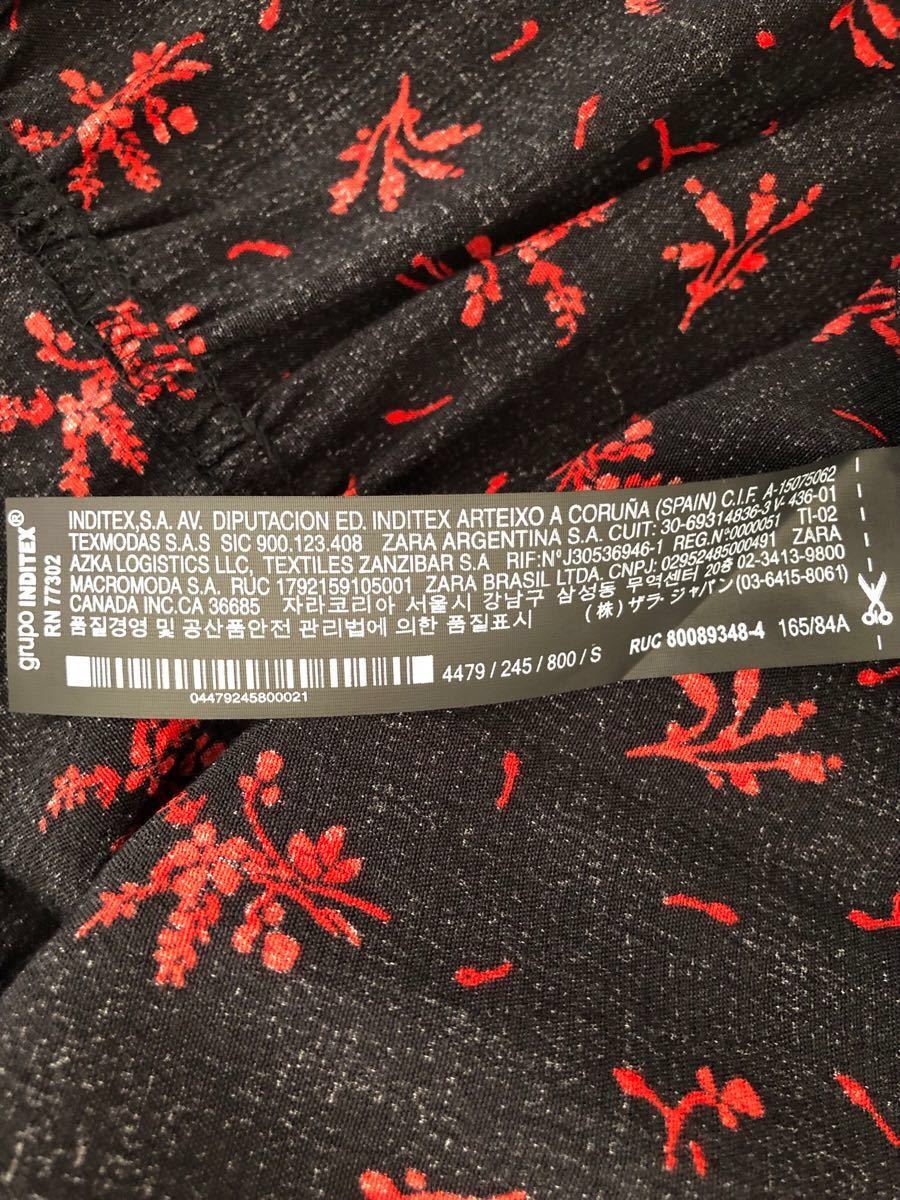 grupo INDITEX®
RN 77302
INDITEX,S.A. AV. DIPUTACION ED. INDITEX ARTEIXO A CORUÑA (SPAIN) C.I.F. A-15075062
TEXMODAS S.A.S SIC 900.123.408 ZARA ARGENTINA S.A. CUIT: 30-69314836-3 V- 436-01
AZKA LOGISTICS LLC, TEXTILES ZANZIBAR S.A RIF:Nº J30536946-1 REG.Nº0000051 TI-02
MACROMODA S.A. RUC 1792159105001 ZARA BRASIL LTDA. CNPJ: 02952485000491 ZARA
CANADA INC.CA 36685 자라코리아 서울시 강남구 삼성동 무역센터 20층 02-3413-9800
품질경영 및 공산품안전 관리법에 의한 품질표시 (株) ザラ・ジャパン (03-6415-8061)
4479 / 245 / 800 / S RUC 80089348-4 165/84A
04479245800021